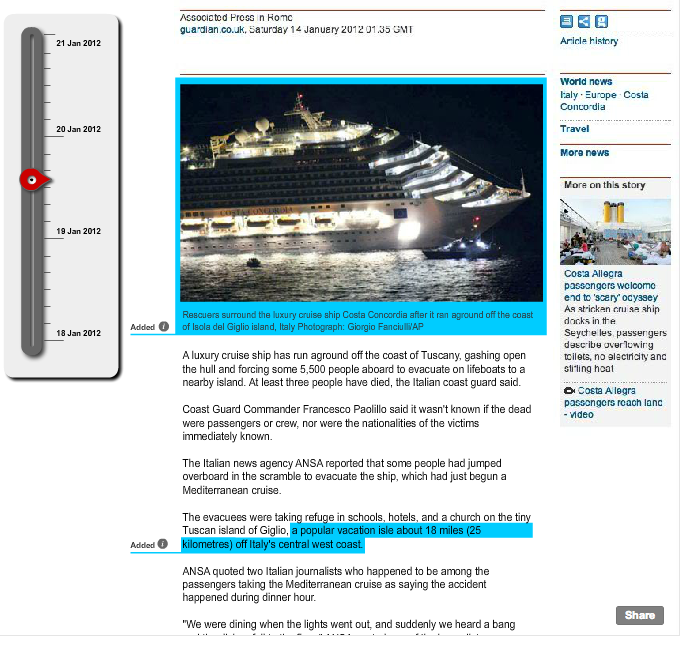 21 Jan 2012
20 Jan 2012
19 Jan 2012
18 Jan 2012
Associated Press in Rome
guardian.co.uk, Saturday 14 January 2012 01.35 GMT
Rescuers surround the luxury cruise ship Costa Concordia after it ran aground off the coast
of Isola del Giglio island, Italy Photograph: Giorgio Fanciulli/AP
Added i
A luxury cruise ship has run aground off the coast of Tuscany, gashing open
the hull and forcing some 5,500 people aboard to evacuate on lifeboats to a
nearby island. At least three people have died, the Italian coast guard said.
Coast Guard Commander Francesco Paolillo said it wasn't known if the dead
were passengers or crew, nor were the nationalities of the victims
immediately known.
The Italian news agency ANSA reported that some people had jumped
overboard in the scramble to evacuate the ship, which had just begun a
Mediterranean cruise.
The evacuees were taking refuge in schools, hotels, and a church on the tiny
Tuscan island of Giglio, a popular vacation isle about 18 miles (25
kilometres) off Italy's central west coast.
Added i
ANSA quoted two Italian journalists who happened to be among the
passengers taking the Mediterranean cruise as saying the accident
happened during dinner hour.
"We were dining when the lights went out, and suddenly we heard a bang
Article history
World news
Italy · Europe · Costa
Concordia
Travel
More news
More on this story
Costa Allegra
passengers welcome
end to 'scary' odyssey
As stricken cruise ship
docks in the
Seychelles, passengers
describe overflowing
toilets, no electricity and
stifling heat
Costa Allegra
passengers reach land
- video
Share